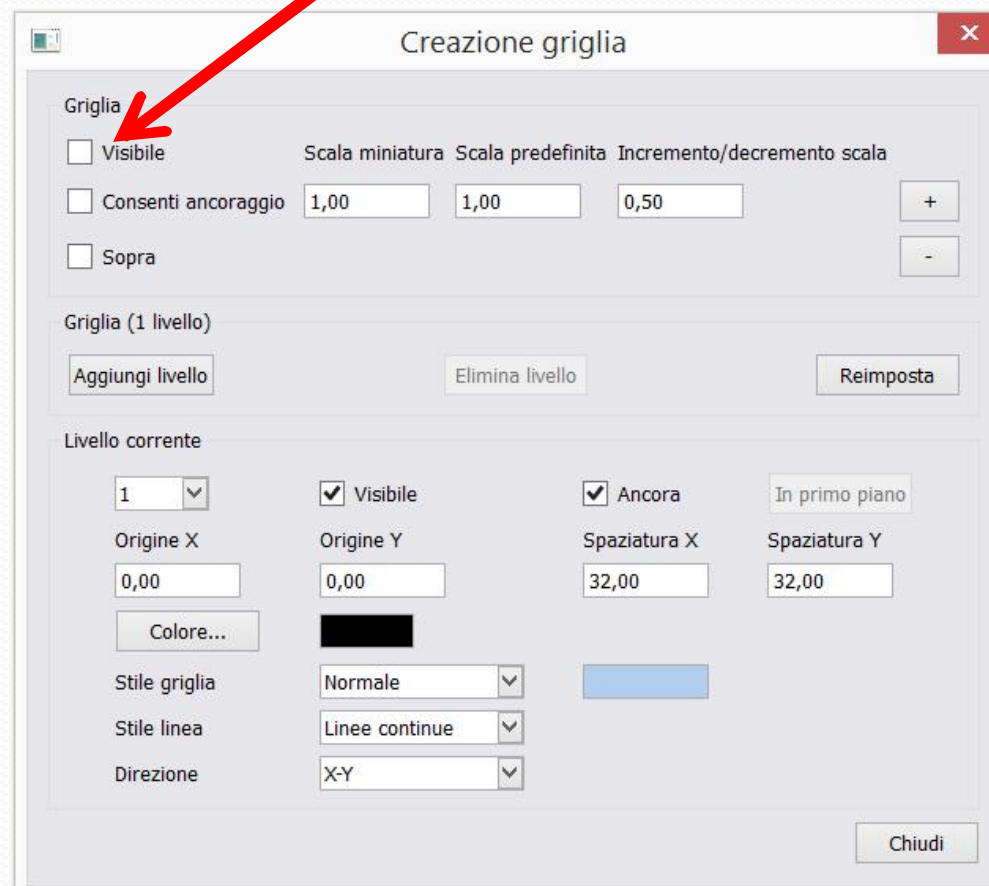 Creazione griglia
Griglia
Visibile Scala miniatura Scala predefinita Incremento/decremento scala
Consenti ancoraggio 1,00 1,00 0,50 +
Sopra -
Griglia (1 livello)
Aggiungi livello Elimina livello Reimposta
Livello corrente
1 Visibile Ancora In primo piano
Origine X Origine Y Spaziatura X Spaziatura Y
0,00 0,00 32,00 32,00
Colore...
Stile griglia Normale
Stile linea Linee continue
Direzione X-Y
Chiudi